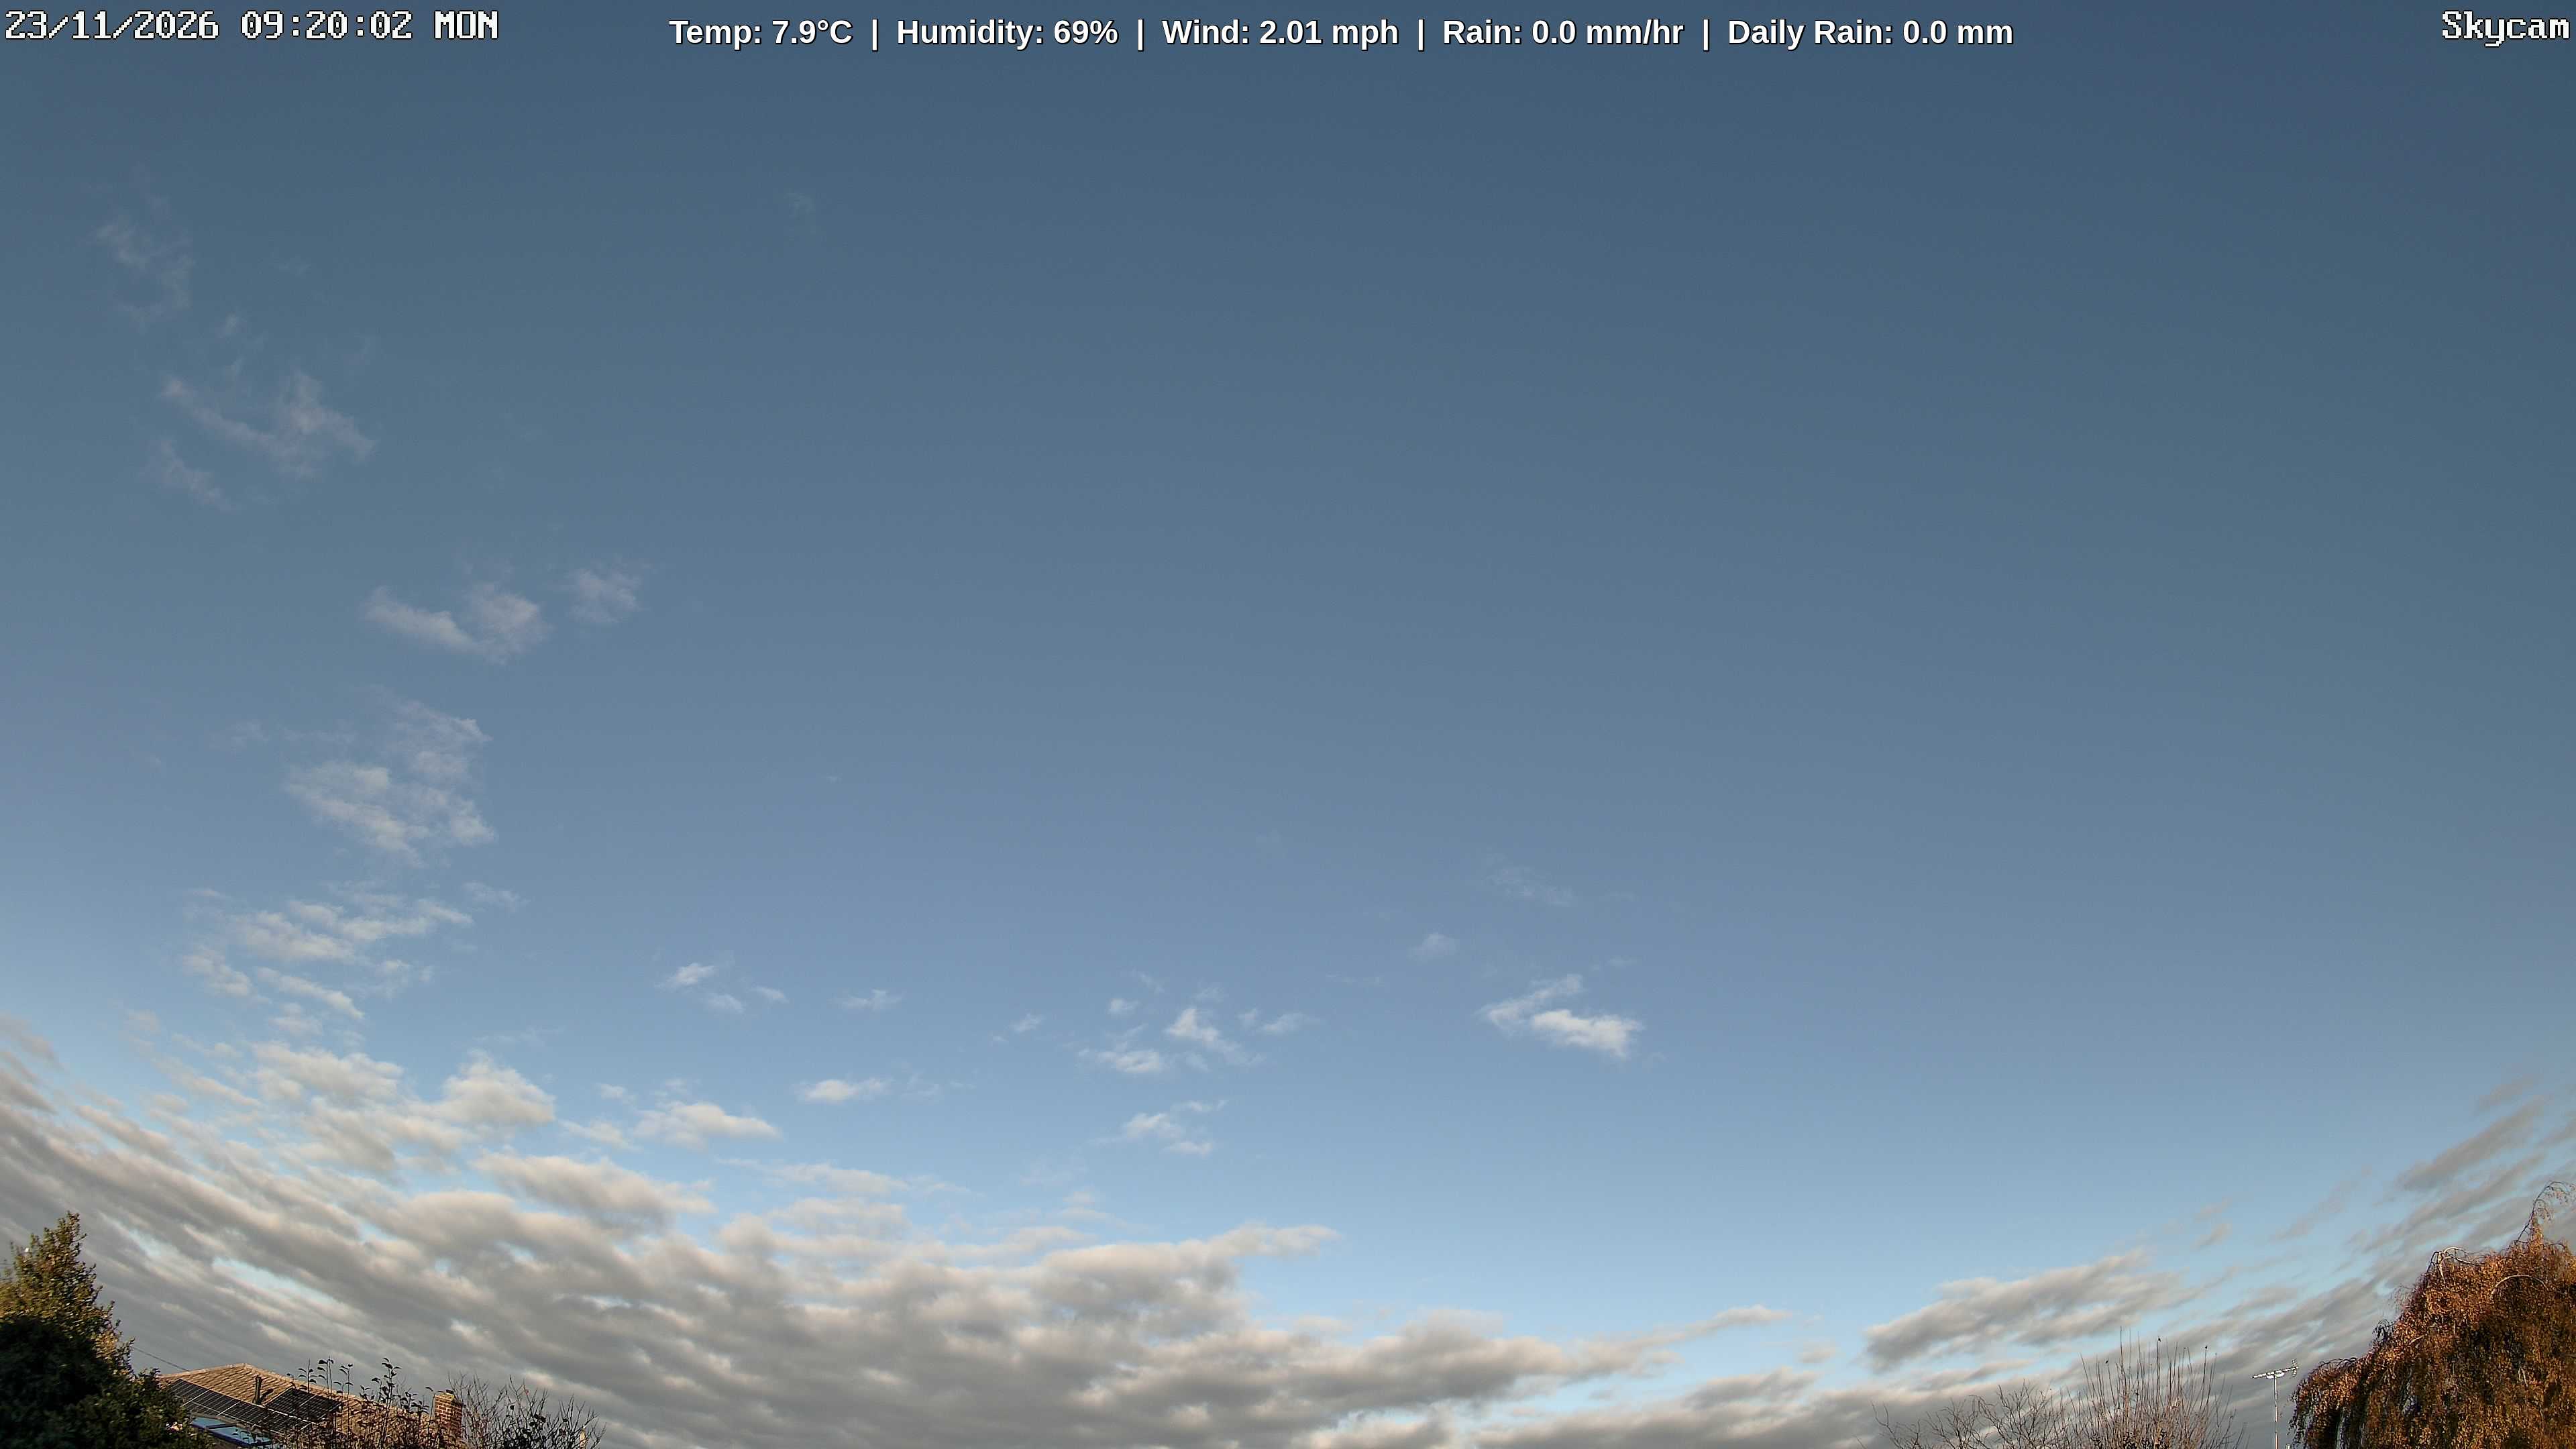 23/11/2026 09:20:02 MON
Temp: 7.9°C | Humidity: 69% | Wind: 2.01 mph | Rain: 0.0 mm/hr | Daily Rain: 0.0 mm
Skycam